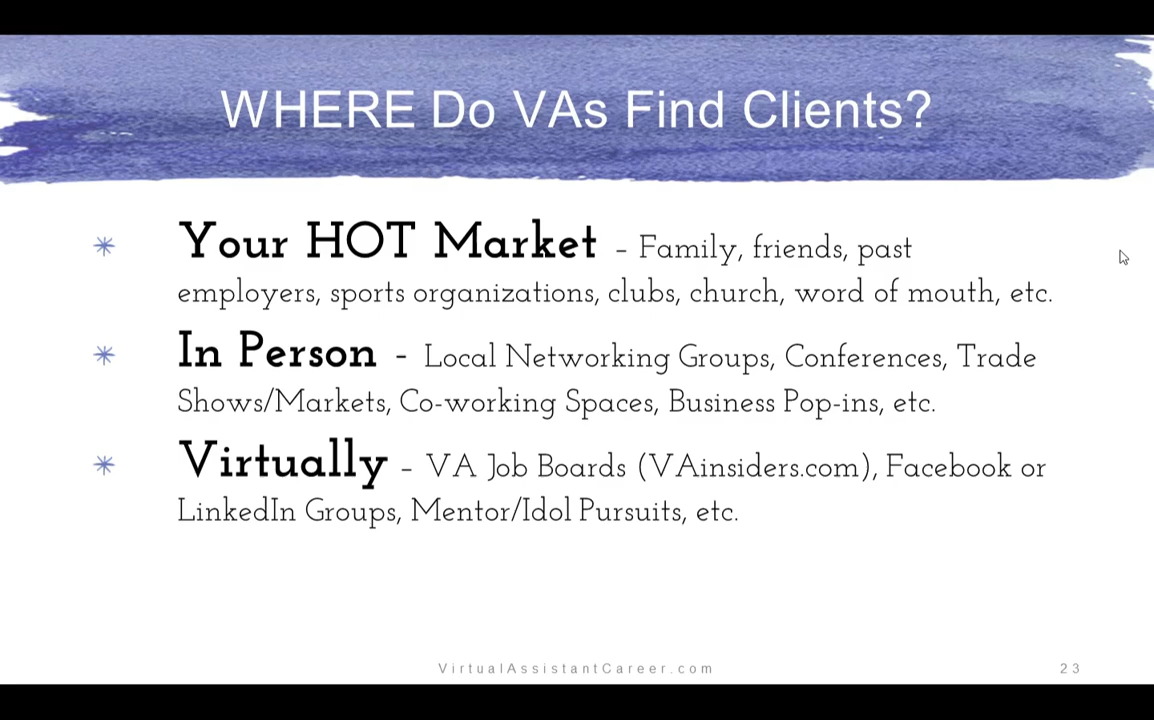 WHERE Do VAs Find Clients?
Your HOT Market – Family, friends, past
employers, sports organizations, clubs, church, word of mouth, etc.
In Person - Local Networking Groups, Conferences, Trade
Shows/Markets, Co-working Spaces, Business Pop-ins, etc.
Virtually – VA Job Boards (VAinsiders.com), Facebook or
LinkedIn Groups, Mentor/Idol Pursuits, etc.
VirtualAssistantCareer.com
23